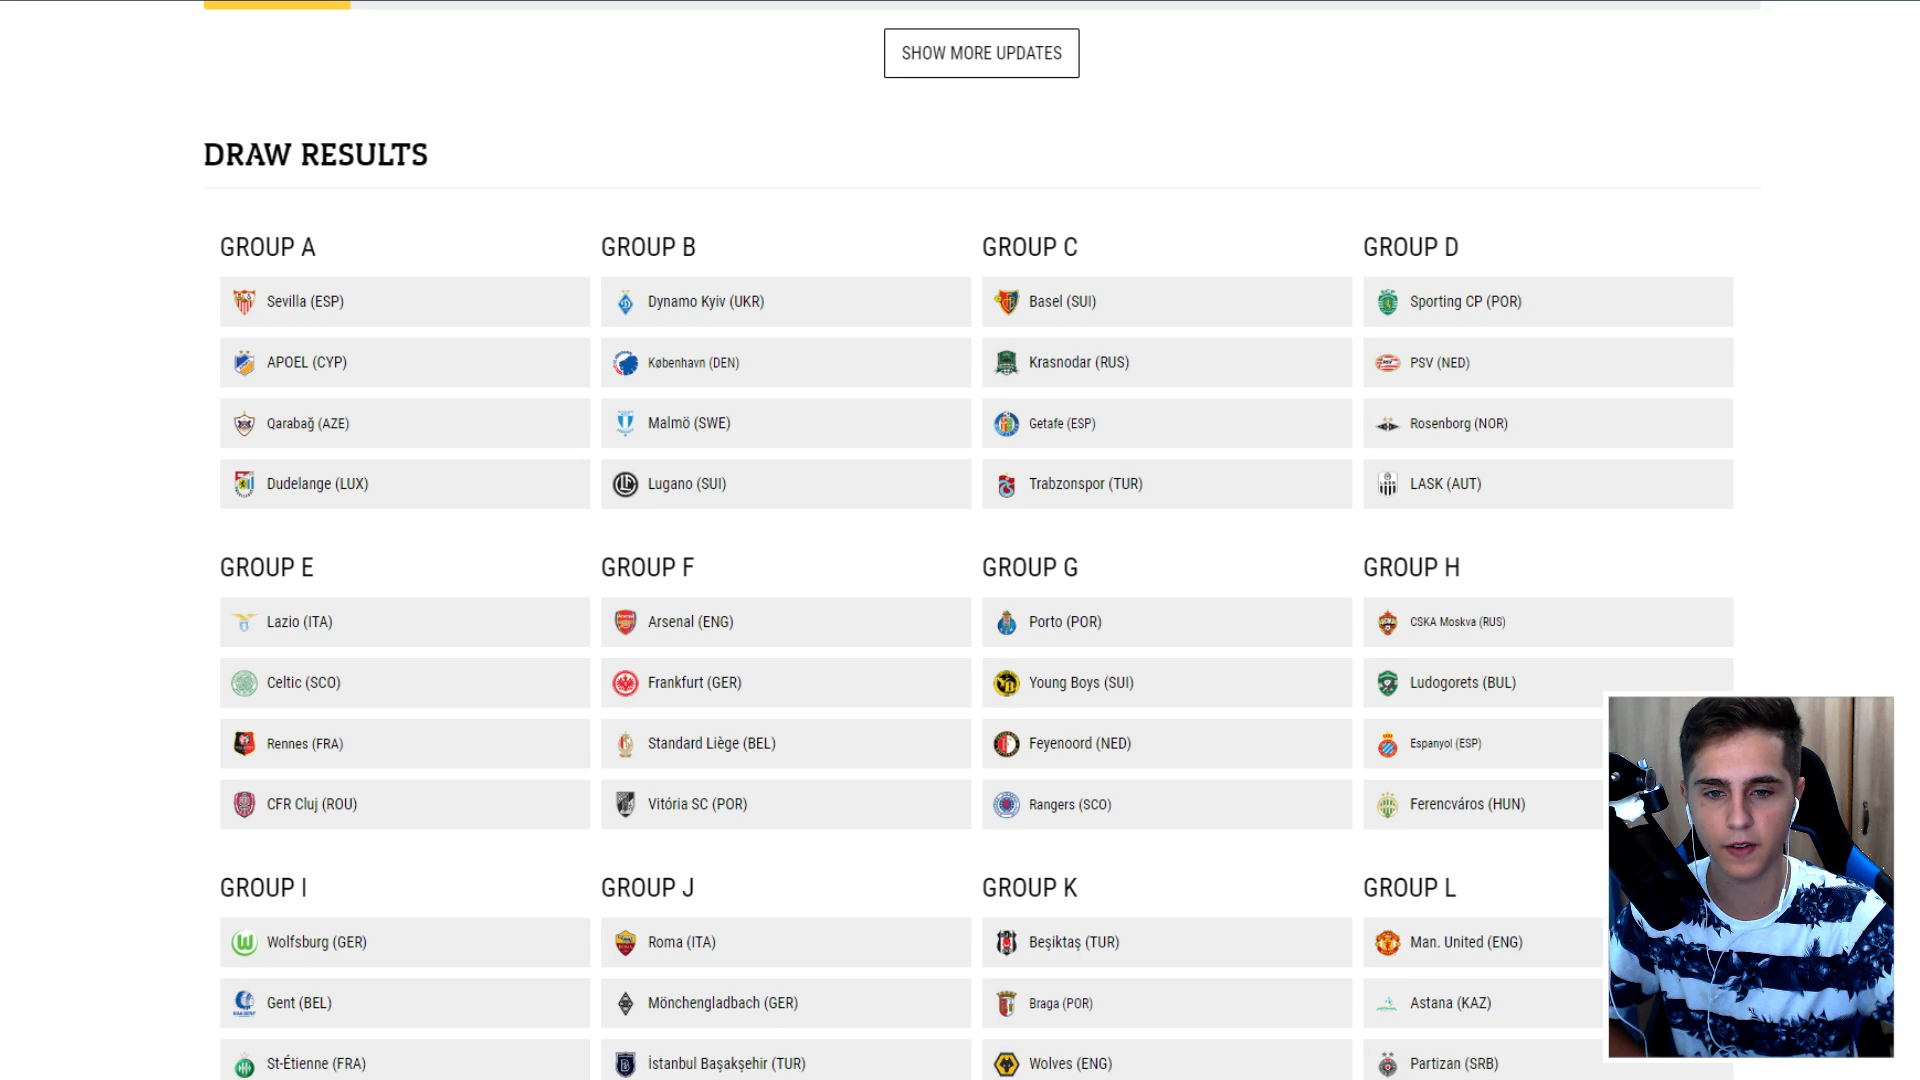 SHOW MORE UPDATES
DRAW RESULTS
GROUP A
Sevilla (ESP)
APOEL (CYP)
Qarabağ (AZE)
Dudelange (LUX)
GROUP B
Dynamo Kyiv (UKR)
København (DEN)
Malmö (SWE)
Lugano (SUI)
GROUP C
Basel (SUI)
Krasnodar (RUS)
Getafe (ESP)
Trabzonspor (TUR)
GROUP D
Sporting CP (POR)
PSV (NED)
Rosenborg (NOR)
LASK (AUT)
GROUP E
Lazio (ITA)
Celtic (SCO)
Rennes (FRA)
CFR Cluj (ROU)
GROUP F
Arsenal (ENG)
Frankfurt (GER)
Standard Liège (BEL)
Vitória SC (POR)
GROUP G
Porto (POR)
Young Boys (SUI)
Feyenoord (NED)
Rangers (SCO)
GROUP H
CSKA Moskva (RUS)
Ludogorets (BUL)
Espanyol (ESP)
Ferencváros (HUN)
GROUP I
Wolfsburg (GER)
Gent (BEL)
St-Étienne (FRA)
GROUP J
Roma (ITA)
Mönchengladbach (GER)
İstanbul Başakşehir (TUR)
GROUP K
Beşiktaş (TUR)
Braga (POR)
Wolves (ENG)
GROUP L
Man. United (ENG)
Astana (KAZ)
Partizan (SRB)